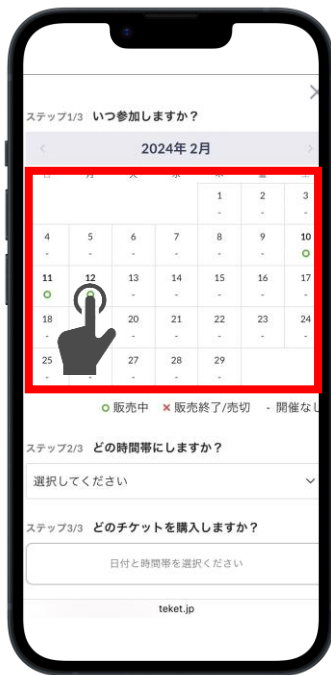 ステップ1/3 いつ参加しますか?
2024年 2月
1 2 3
- - -
4 5 6 7 8 9 10
- - - - - - ○
11 12 13 14 15 16 17
○ ○ - - - - -
18 20 21 22 23 24
- - - - - -
25 27 28 29
- - - -
○ 販売中 × 販売終了/売切 - 開催なし
ステップ2/3 どの時間帯にしますか?
選択してください
ステップ3/3 どのチケットを購入しますか?
日付と時間帯を選択ください
teket.jp